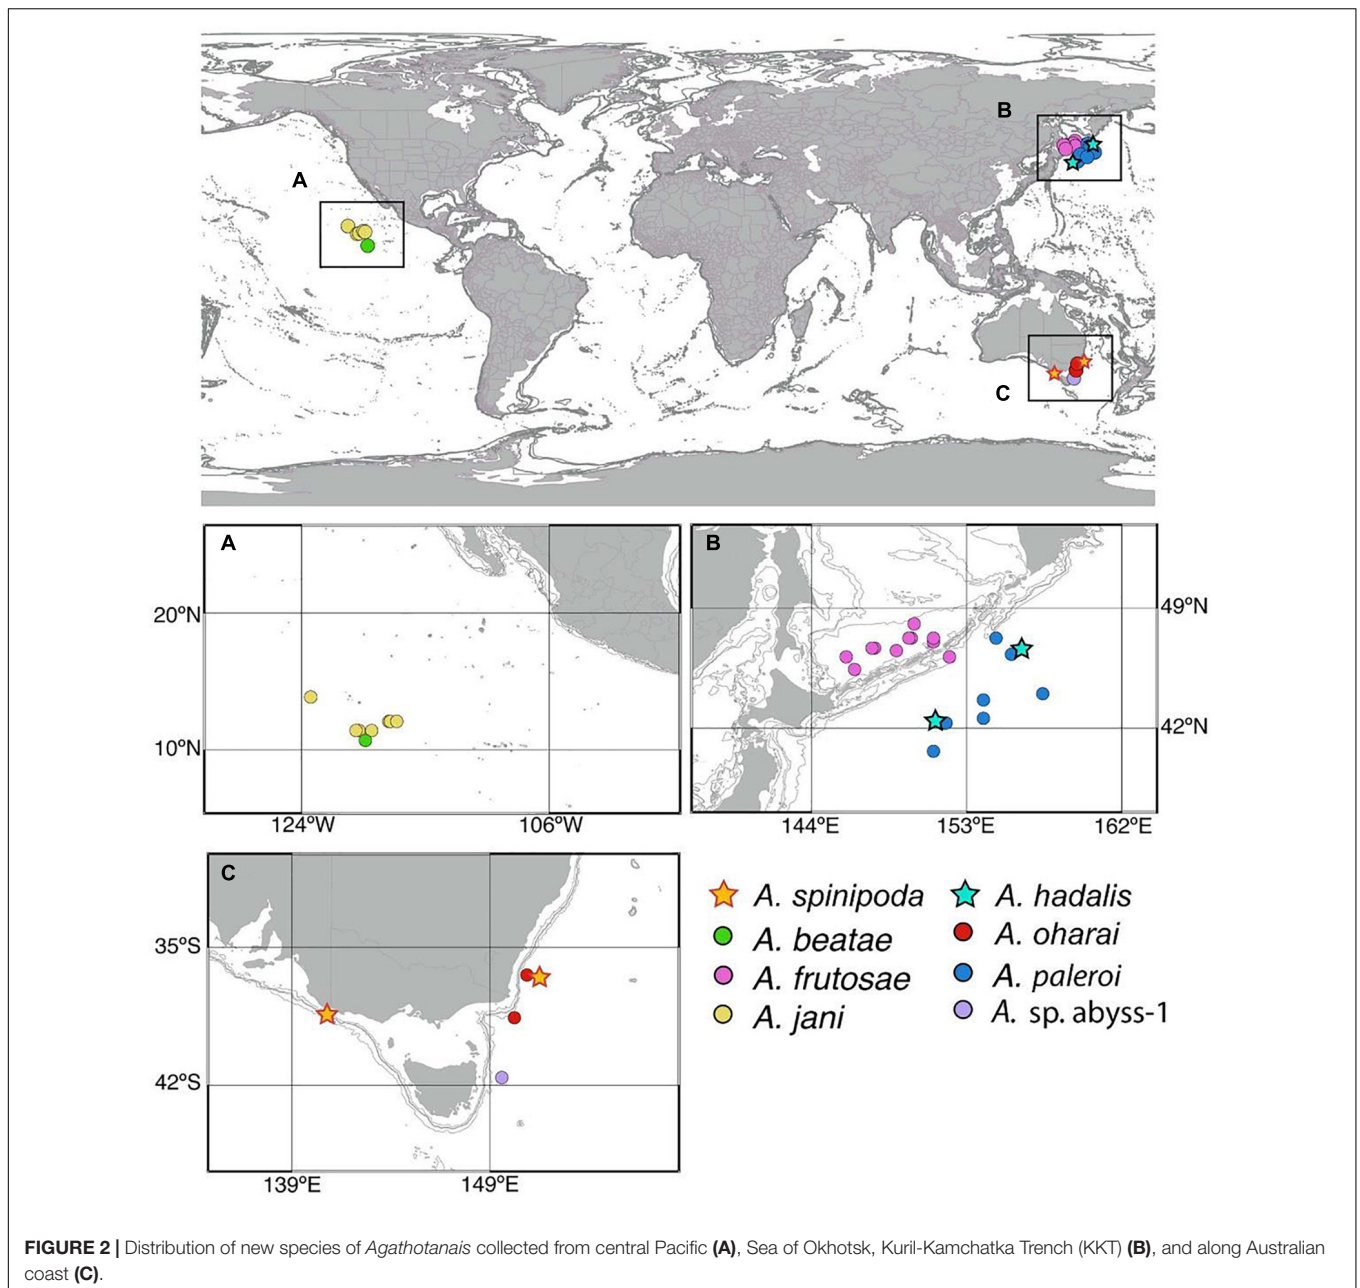 B
A
C
A
B
20°N
10°N
124°W
106°W
49°N
42°N
144°E
153°E
162°E
C
35°S
42°S
139°E
149°E
A. spinipoda
A. beatae
A. frutosae
A. jani
A. hadalis
A. oharai
A. paleroi
A. sp. abyss-1
FIGURE 2 | Distribution of new species of Agathotanais collected from central Pacific (A), Sea of Okhotsk, Kuril-Kamchatka Trench (KKT) (B), and along Australian
coast (C).